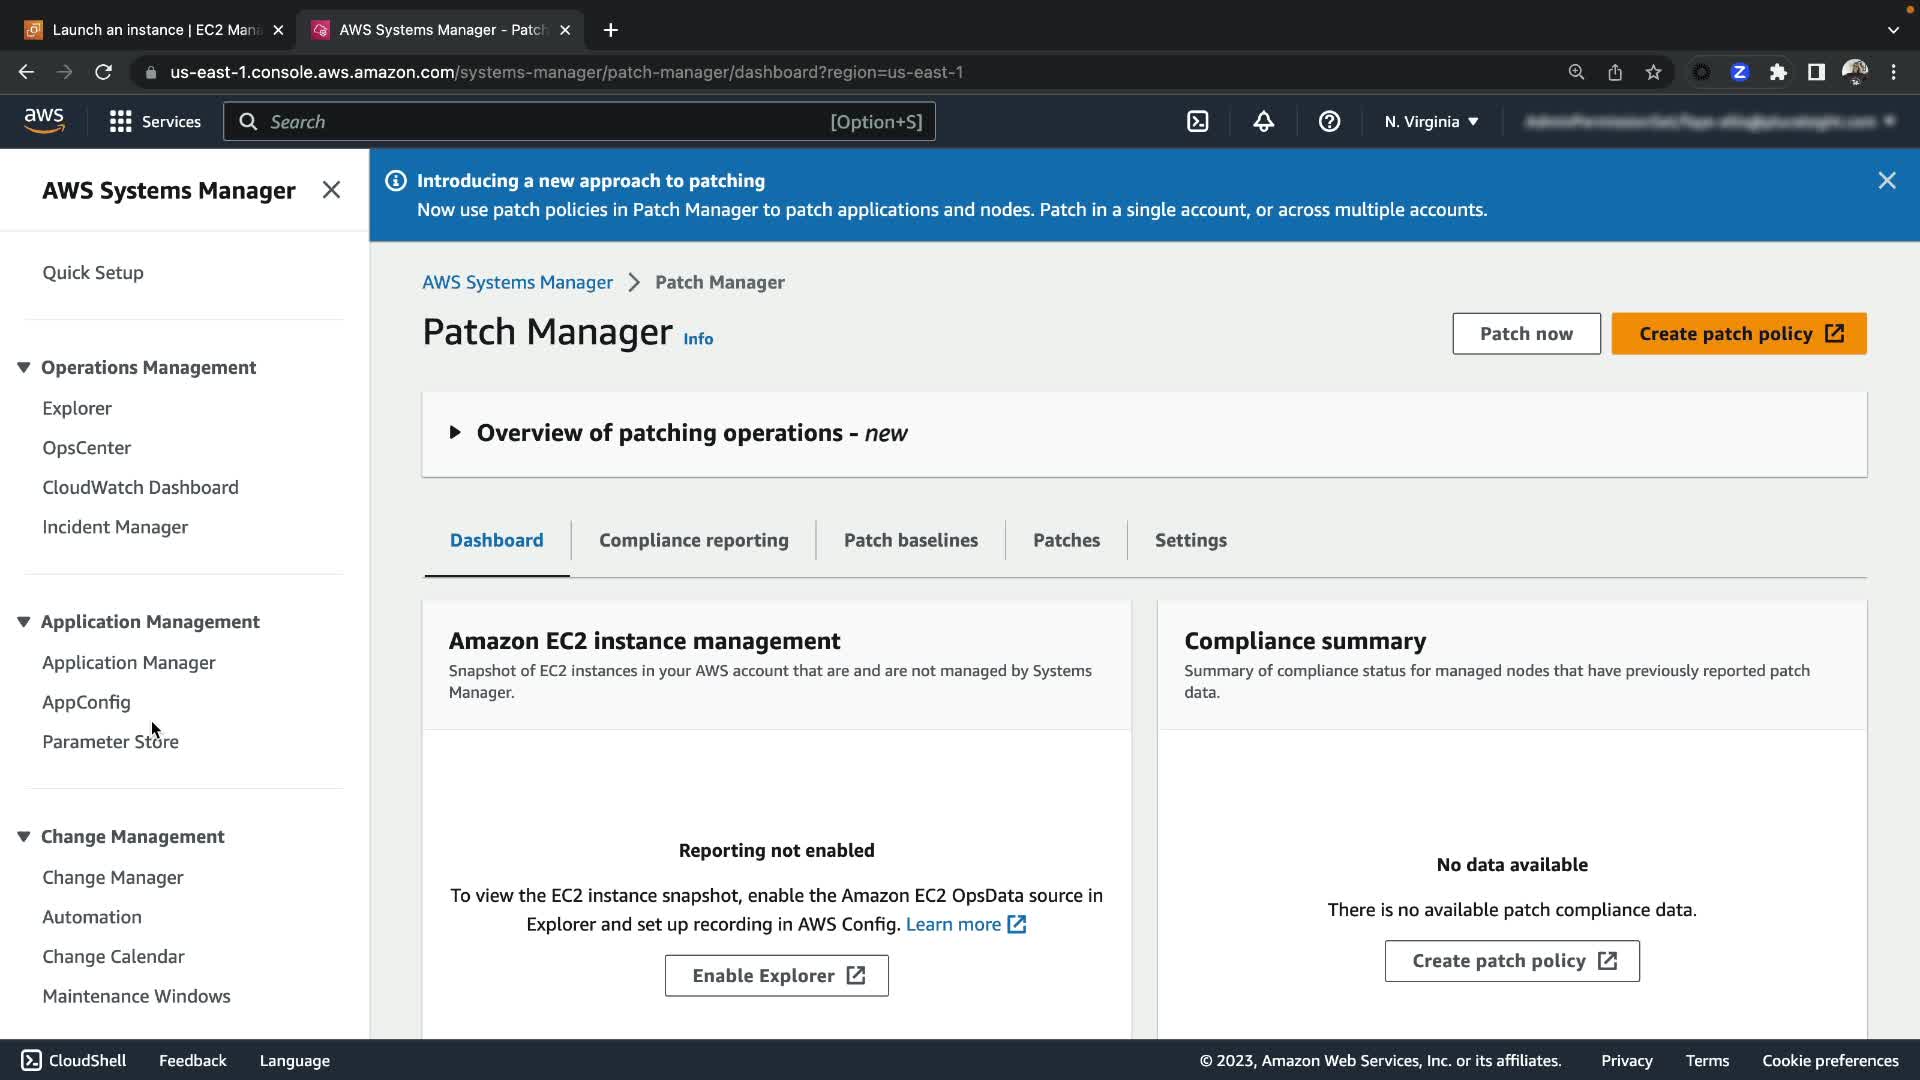 Launch an instance | EC2 Mana
AWS Systems Manager - Patch
us-east-1.console.aws.amazon.com/systems-manager/patch-manager/dashboard?region=us-east-1
aws
Services
Search
[Option+S]
N. Virginia
AWS Systems Manager
Quick Setup
Operations Management
Explorer
OpsCenter
CloudWatch Dashboard
Incident Manager
Application Management
Application Manager
AppConfig
Parameter Store
Change Management
Change Manager
Automation
Change Calendar
Maintenance Windows
Introducing a new approach to patching
Now use patch policies in Patch Manager to patch applications and nodes. Patch in a single account, or across multiple accounts.
AWS Systems Manager
Patch Manager
Patch Manager
Info
Patch now
Create patch policy
Overview of patching operations - new
Dashboard
Compliance reporting
Patch baselines
Patches
Settings
Amazon EC2 instance management
Snapshot of EC2 instances in your AWS account that are and are not managed by Systems
Manager.
Reporting not enabled
To view the EC2 instance snapshot, enable the Amazon EC2 OpsData source in
Explorer and set up recording in AWS Config. Learn more
Enable Explorer
Compliance summary
Summary of compliance status for managed nodes that have previously reported patch
data.
No data available
There is no available patch compliance data.
Create patch policy
CloudShell
Feedback
Language
© 2023, Amazon Web Services, Inc. or its affiliates.
Privacy
Terms
Cookie preferences